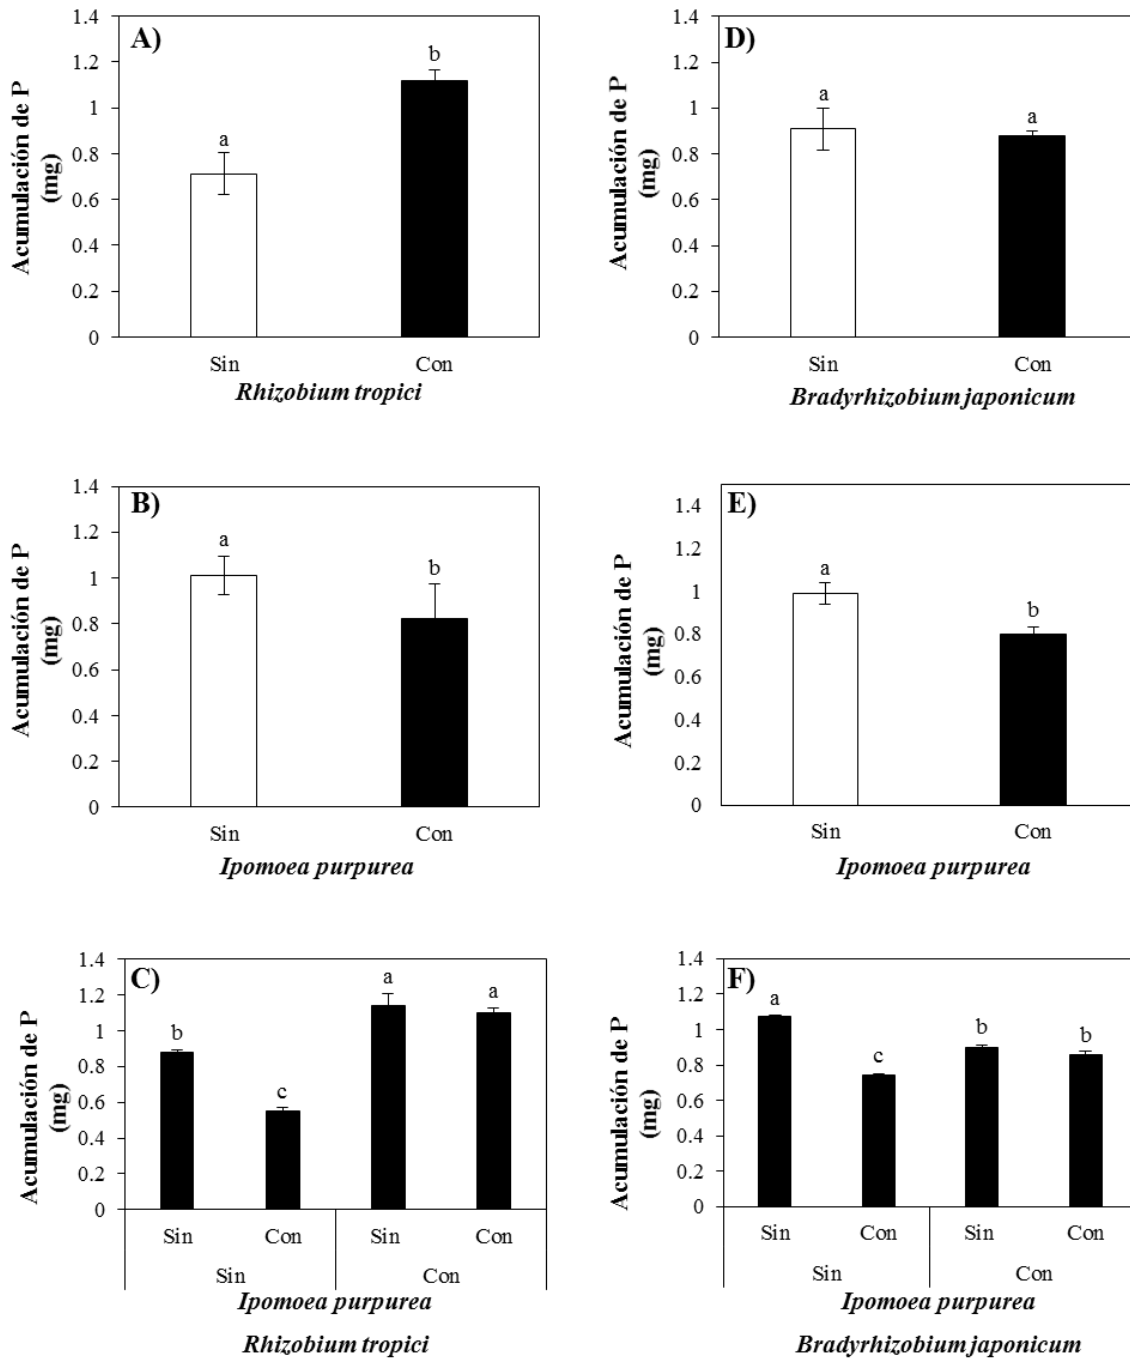 A)
Acumulación de P
(mg)
1.4
1.2
1
0.8
0.6
0.4
0.2
0
a
b
Sin Con
Rhizobium tropici
D)
Acumulación de P
(mg)
1.4
1.2
1
0.8
0.6
0.4
0.2
0
a
a
Sin Con
Bradyrhizobium japonicum
B)
Acumulación de P
(mg)
1.4
1.2
1
0.8
0.6
0.4
0.2
0
a
b
Sin Con
Ipomoea purpurea
E)
Acumulación de P
(mg)
1.4
1.2
1
0.8
0.6
0.4
0.2
0
a
b
Sin Con
Ipomoea purpurea
C)
Acumulación de P
(mg)
1.4
1.2
1
0.8
0.6
0.4
0.2
0
b
c
a
a
Sin Con Sin Con
Sin Con
Ipomoea purpurea
Rhizobium tropici
F)
Acumulación de P
(mg)
1.4
1.2
1
0.8
0.6
0.4
0.2
0
a
c
b
b
Sin Con Sin Con
Sin Con
Ipomoea purpurea
Bradyrhizobium japonicum